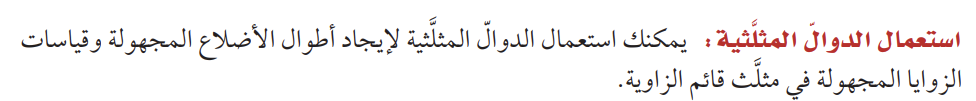 استعمال الدوالّ المثلَّثية : يمكنك استعمال الدوالّ المثلَّثية لإيجاد أطوال الأضلاع المجهولة وقياسات
الزوايا المجهولة في مثلَّث قائم الزاوية.